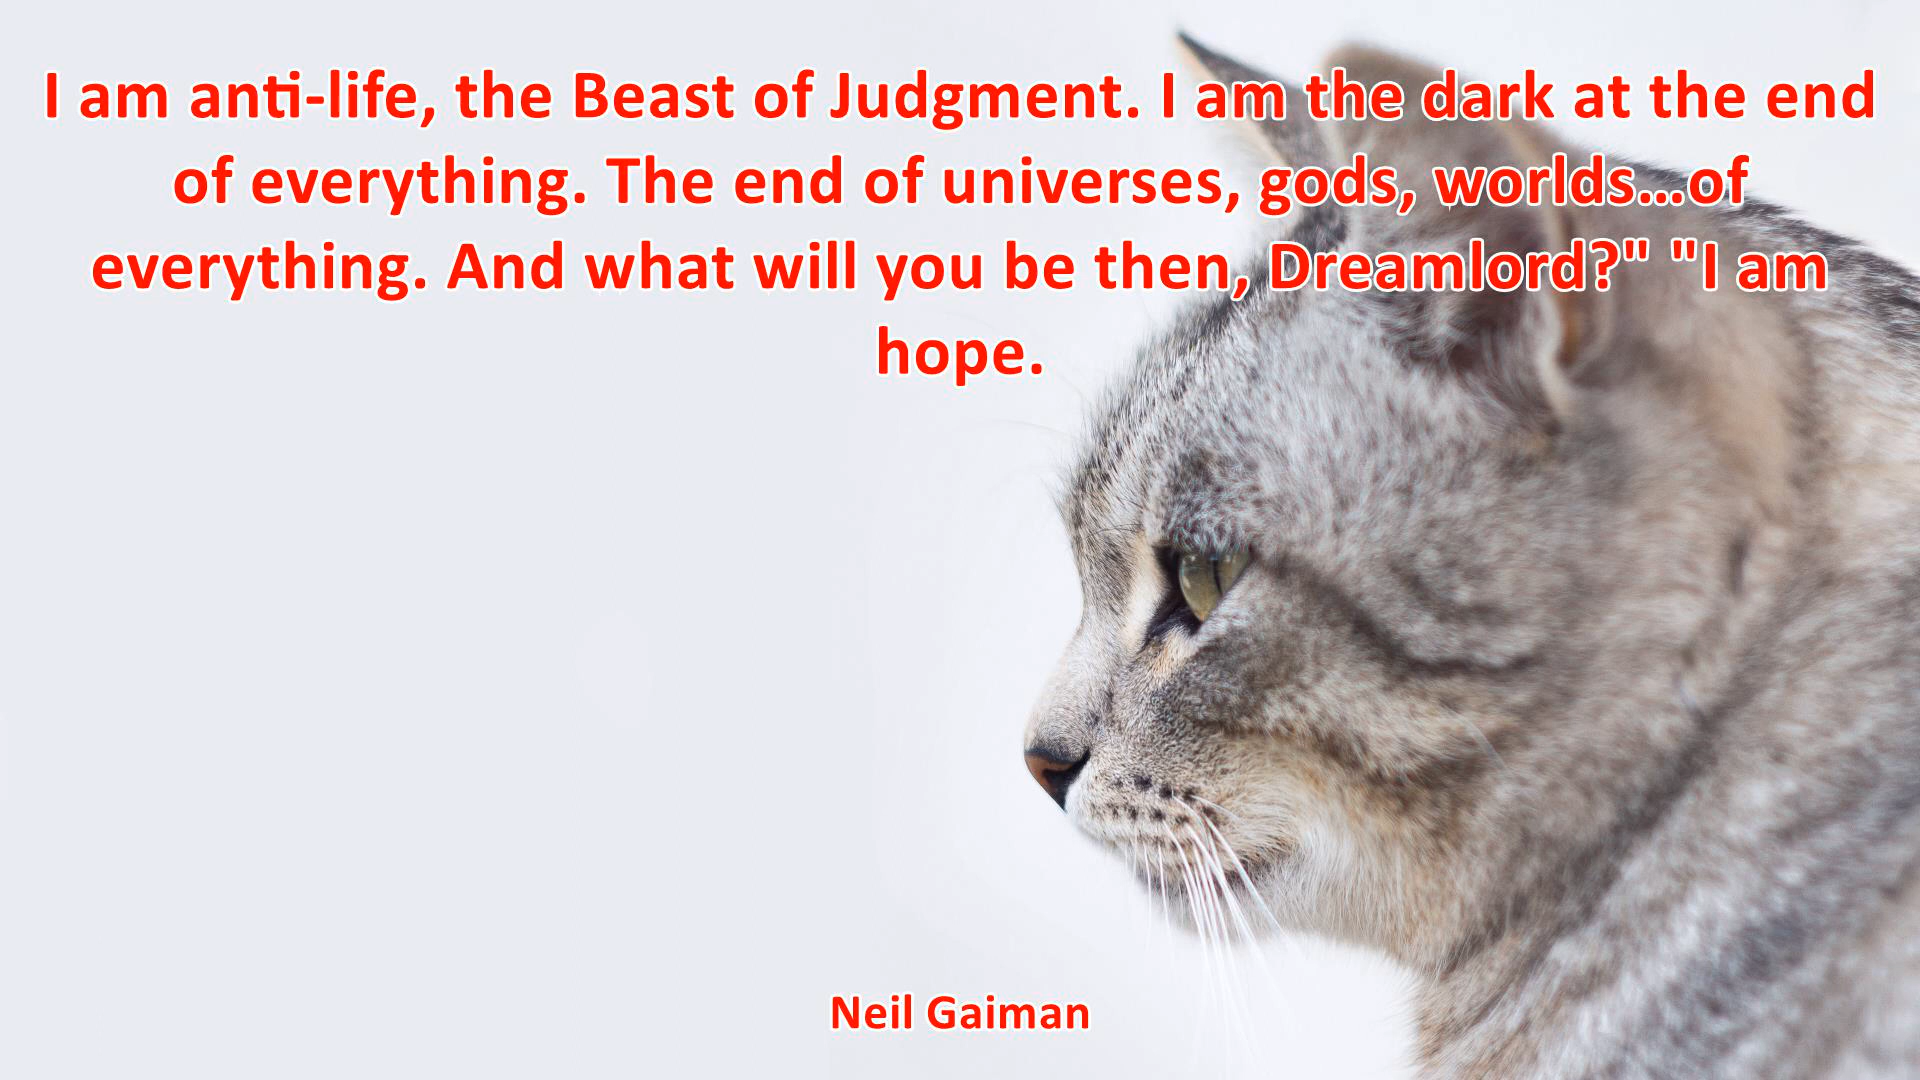 I am anti-life, the Beast of Judgment. I am the dark at the end
of everything. The end of universes, gods, worlds...of
everything. And what will you be then, Dreamlord?" "I am
hope.
Neil Gaiman